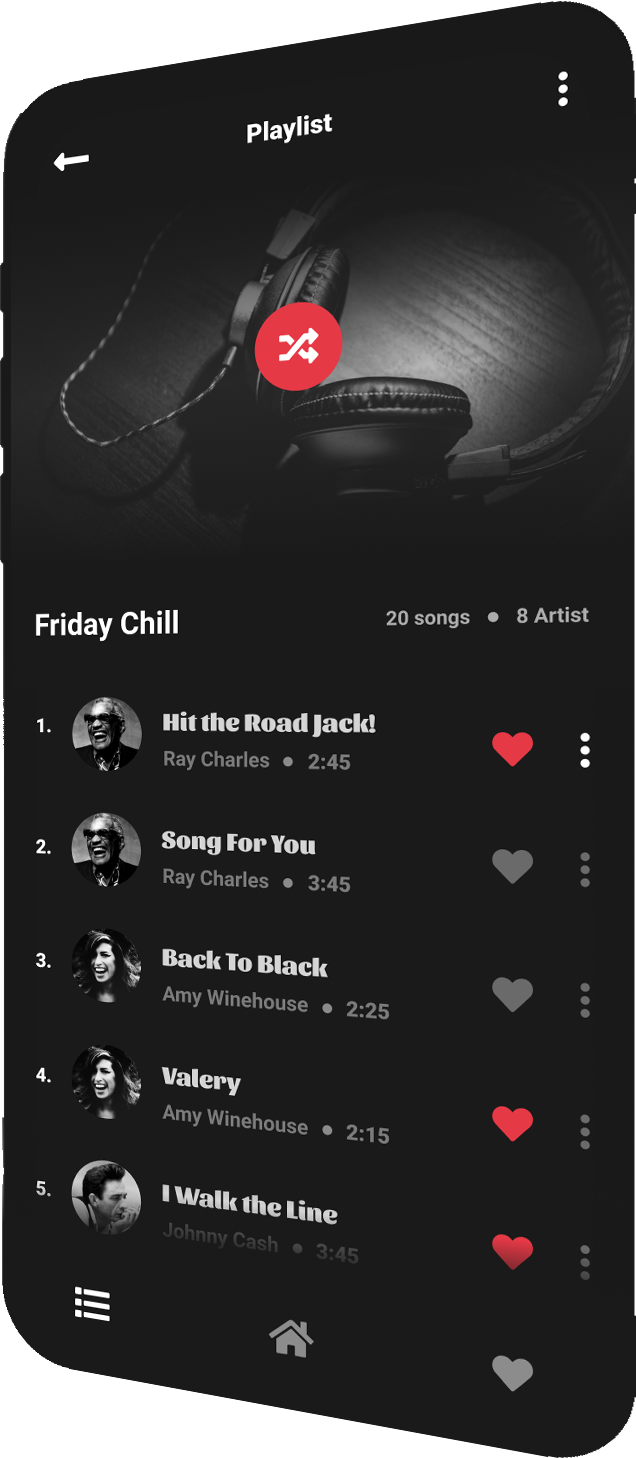 Playlist
Friday Chill
20 songs ● 8 Artist
1.
Hit the Road Jack!
Ray Charles ● 2:45
2.
Song For You
Ray Charles ● 3:45
3.
Back To Black
Amy Winehouse ● 2:25
4.
Valery
Amy Winehouse ● 2:15
5.
I Walk the Line
Johnny Cash ● 3:45